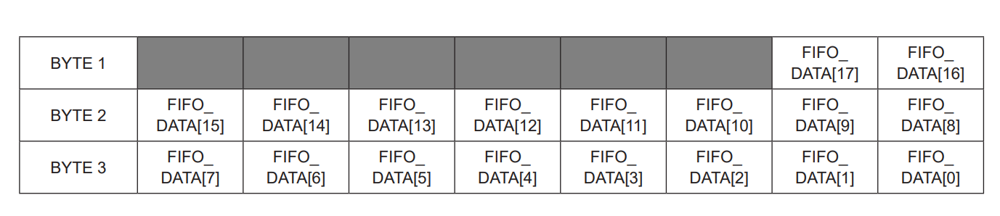 BYTE 1 FIFO_ DATA[17] FIFO_ DATA[16]
BYTE 2 FIFO_ DATA[15] FIFO_ DATA[14] FIFO_ DATA[13] FIFO_ DATA[12] FIFO_ DATA[11] FIFO_ DATA[10] FIFO_ DATA[9] FIFO_ DATA[8]
BYTE 3 FIFO_ DATA[7] FIFO_ DATA[6] FIFO_ DATA[5] FIFO_ DATA[4] FIFO_ DATA[3] FIFO_ DATA[2] FIFO_ DATA[1] FIFO_ DATA[0]